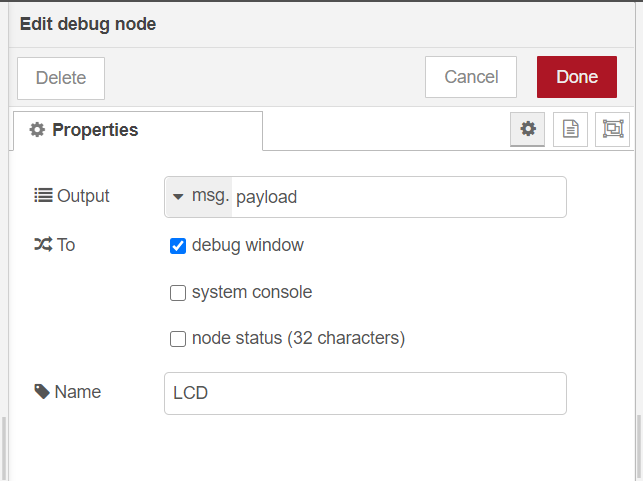 Edit debug node
Delete
Cancel
Done
Properties
Output
msg. payload
To
debug window
system console
node status (32 characters)
Name
LCD